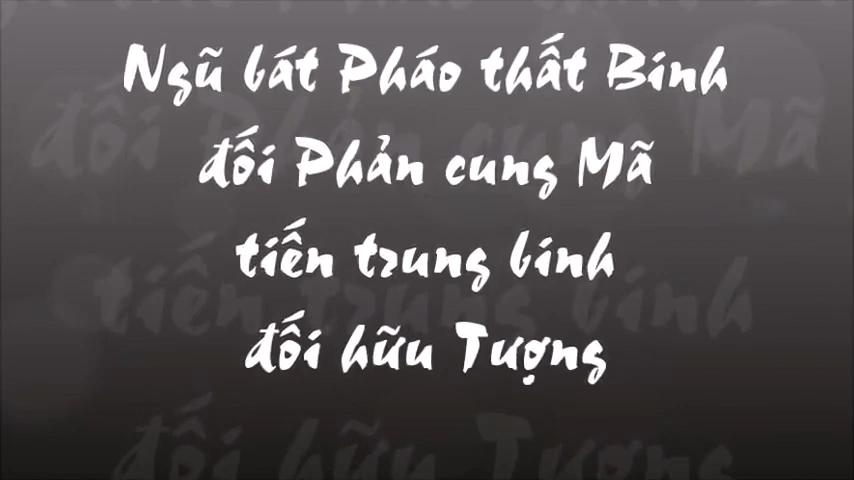 Ngũ bát Pháo thất Binh
đối Phản cung Mã
tiến trung binh
đối hữu Tượng